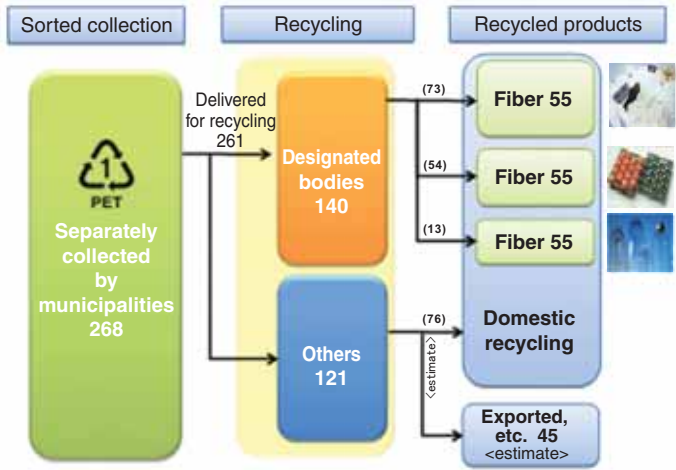 Sorted collection
Recycling
Recycled products
1
PET
Separately
collected
by
municipalities
268
Delivered
for recycling
261
Designated
bodies
140
Others
121
(73)
Fiber 55
(54)
Fiber 55
(13)
Fiber 55
(76)
<estimate>
Domestic
recycling
Exported,
etc. 45
<estimate>